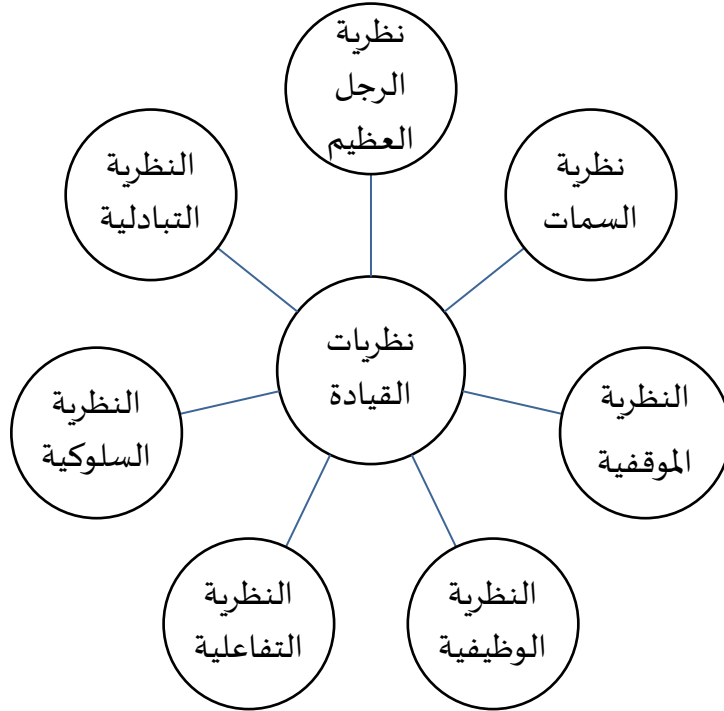 نظرية
الرجل
العظيم
نظرية
السمات
النظرية
الموقفية
النظرية
الوظيفية
النظرية
التفاعلية
النظرية
السلوكية
النظرية
التبادلية
نظريات
القيادة